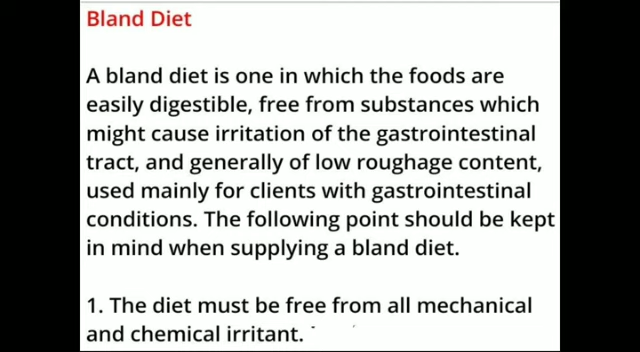 Bland Diet
A bland diet is one in which the foods are
easily digestible, free from substances which
might cause irritation of the gastrointestinal
tract, and generally of low roughage content,
used mainly for clients with gastrointestinal
conditions. The following point should be kept
in mind when supplying a bland diet.
1. The diet must be free from all mechanical
and chemical irritant.